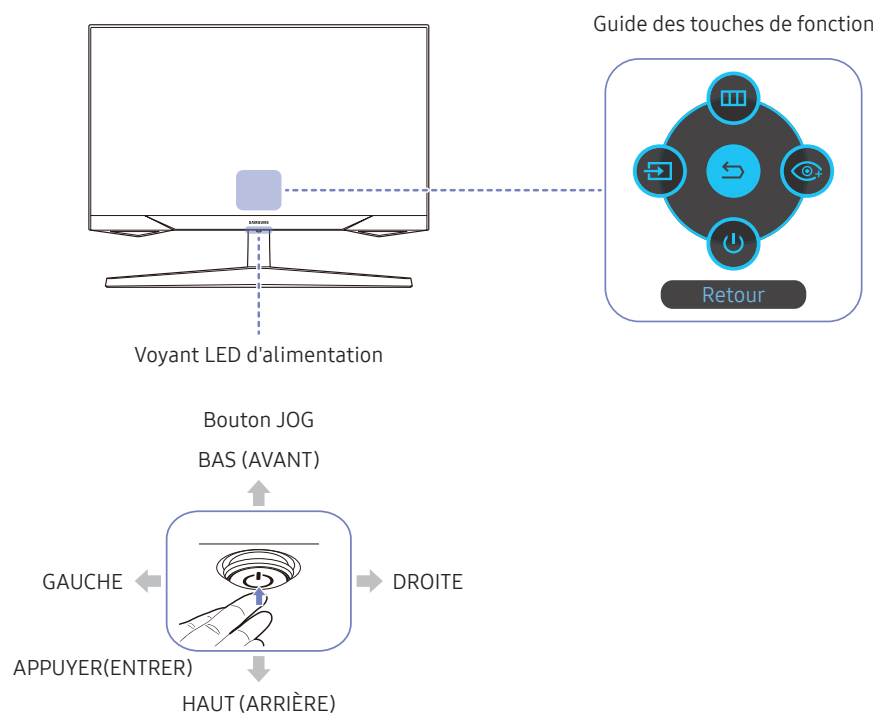 Guide des touches de fonction
SAMSUNG
Retour
Voyant LED d'alimentation
Bouton JOG
BAS (AVANT)
GAUCHE
DROITE
APPUYER(ENTRER)
HAUT (ARRIÈRE)